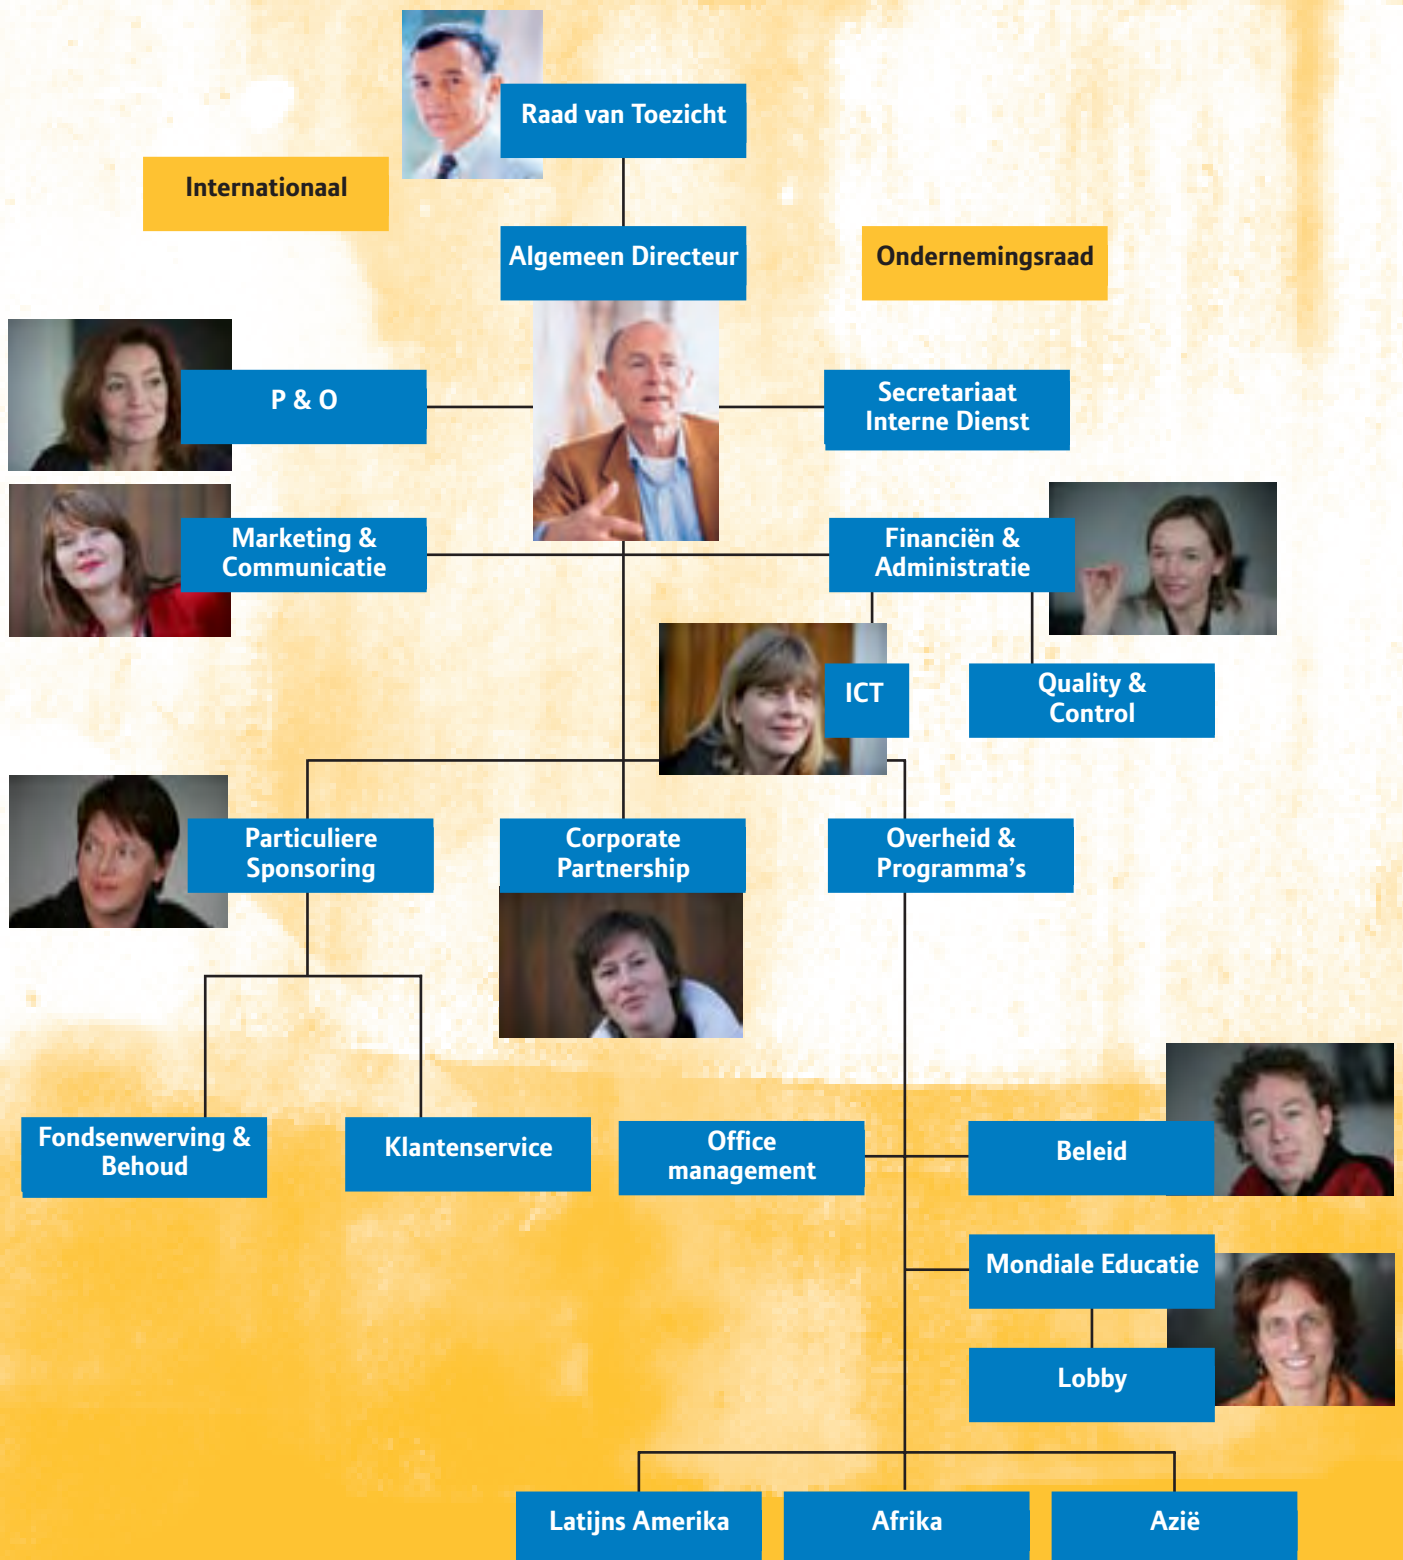 Raad van Toezicht
Internationaal
Algemeen Directeur
Ondernemingsraad
P & O
Secretariaat
Interne Dienst
Marketing &
Communicatie
Financiën &
Administratie
ICT
Quality &
Control
Particuliere
Sponsoring
Corporate
Partnership
Overheid &
Programma’s
Fondsenwerving &
Behoud
Klantenservice
Office
management
Beleid
Mondiale Educatie
Lobby
Latijns Amerika
Afrika
Azië